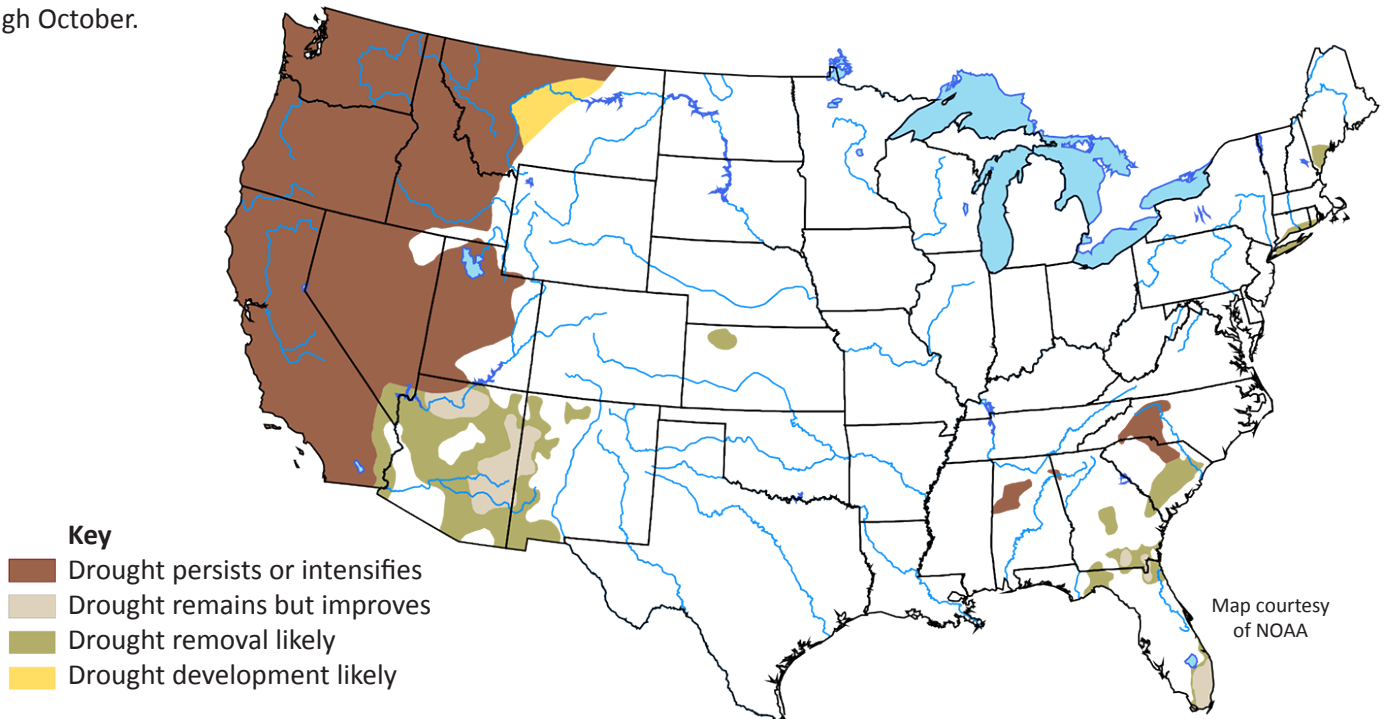 gh October.
Key
Drought persists or intensifies
Drought remains but improves
Drought removal likely
Drought development likely
Map courtesy
of NOAA